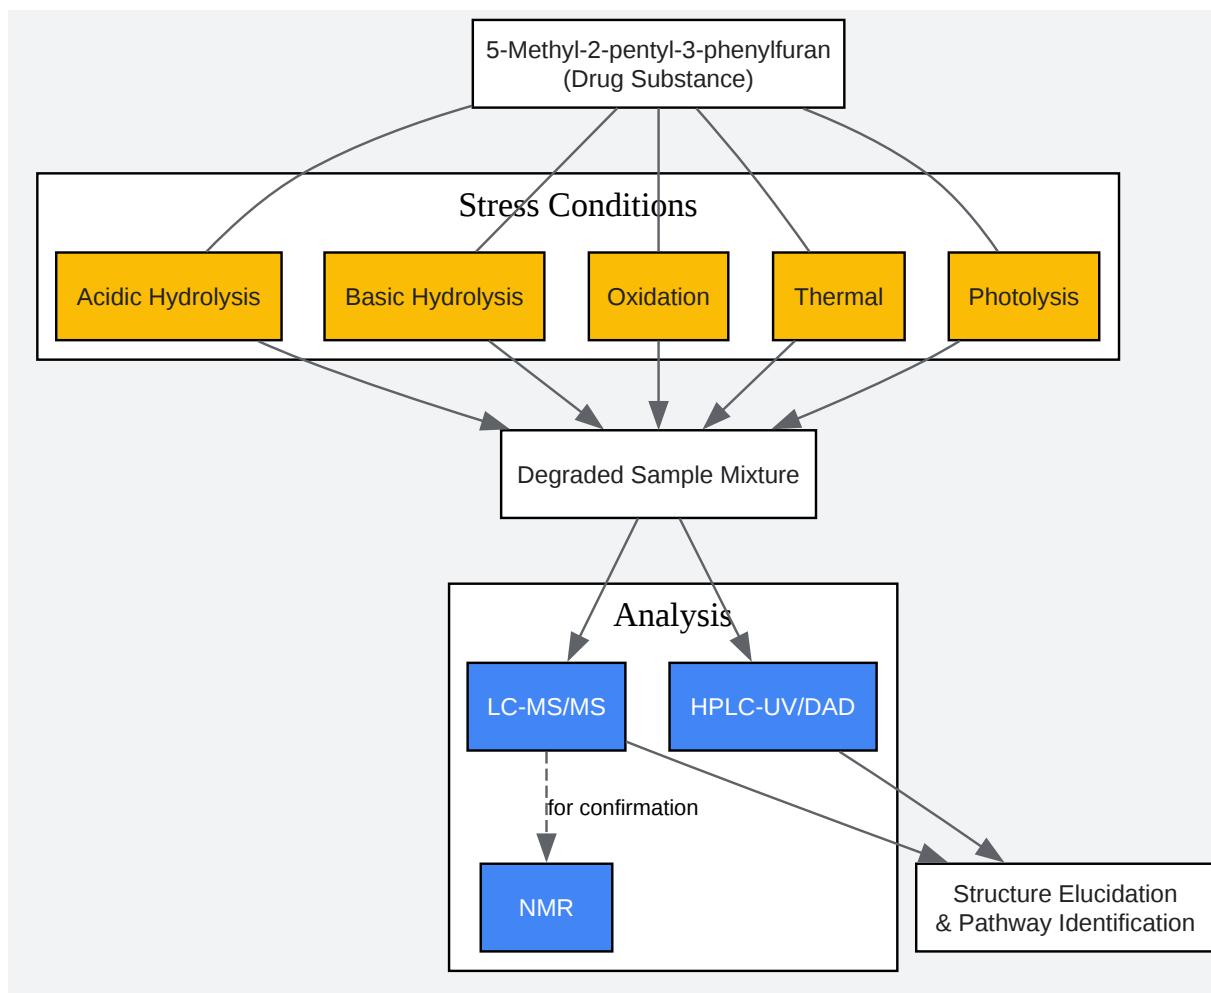 5-Methyl-2-pentyl-3-phenylfuran
(Drug Substance)
Stress Conditions
Acidic Hydrolysis
Basic Hydrolysis
Oxidation
Thermal
Photolysis
Degraded Sample Mixture
Analysis
LC-MS/MS
HPLC-UV/DAD
for confirmation
NMR
Structure Elucidation
& Pathway Identification